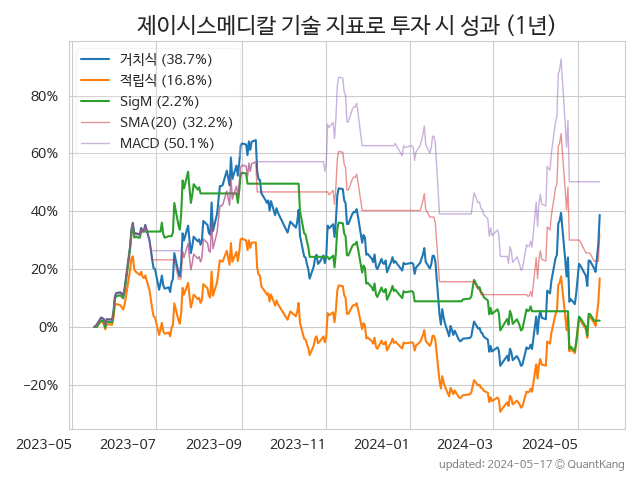 제이시스메디칼 기술 지표로 투자 시 성과 (1년)
거치식 (38.7%)
적립식 (16.8%)
SigM (2.2%)
SMA(20) (32.2%)
MACD (50.1%)
80%
60%
40%
20%
0%
−20%
2023−05 2023−07 2023−09 2023−11 2024−01 2024−03 2024−05
updated: 2024−05−17 © QuantKang